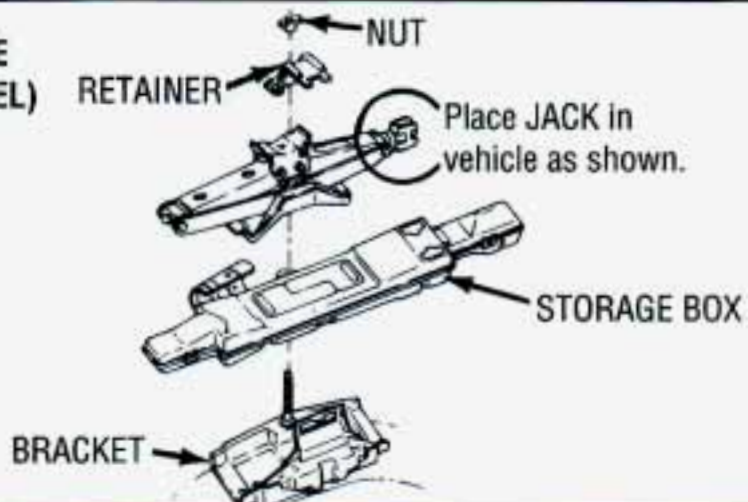 NUT
RETAINER
Place JACK in
vehicle as shown.
STORAGE BOX
BRACKET